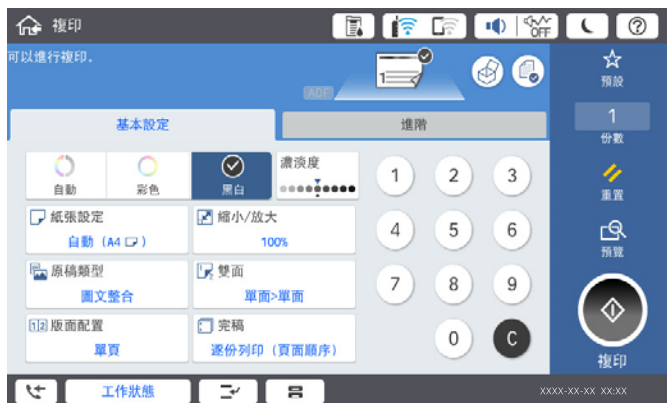 複印
OFF
?
可以進行複印.
1
ADF
預設
基本設定
進階
1
份數
自動
彩色
黑白
濃淡度
1 2 3
重置
紙張設定
自動 (A4)
縮小/放大
100%
4 5 6
預覽
原稿類型
圖文整合
雙面
單面>單面
7 8 9
12 版面配置
單頁
完稿
逐份列印 (頁面順序)
0 C
複印
工作狀態
XXXX-XX-XX XX:XX